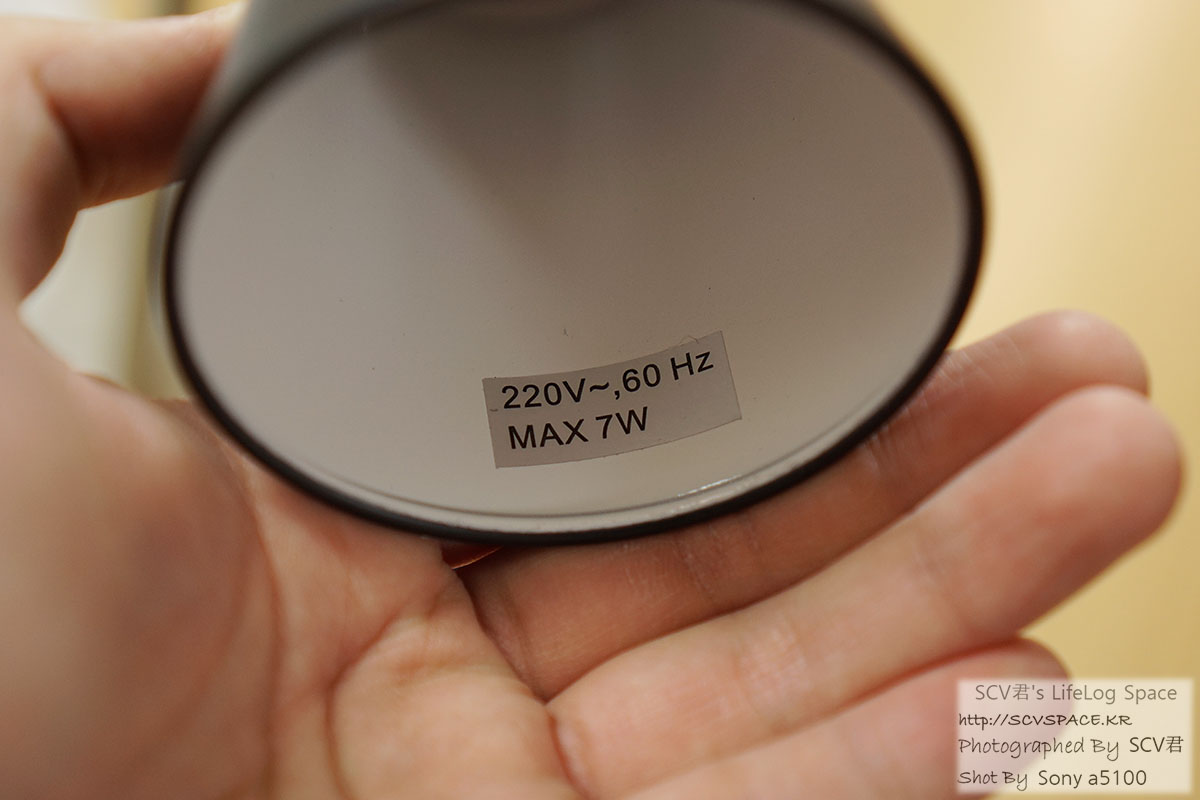 220V~,60 Hz
MAX 7W
SCV君's LifeLog Space
http://SCVSPACE.KR
Photographed By SCV君
Shot By Sony a5100